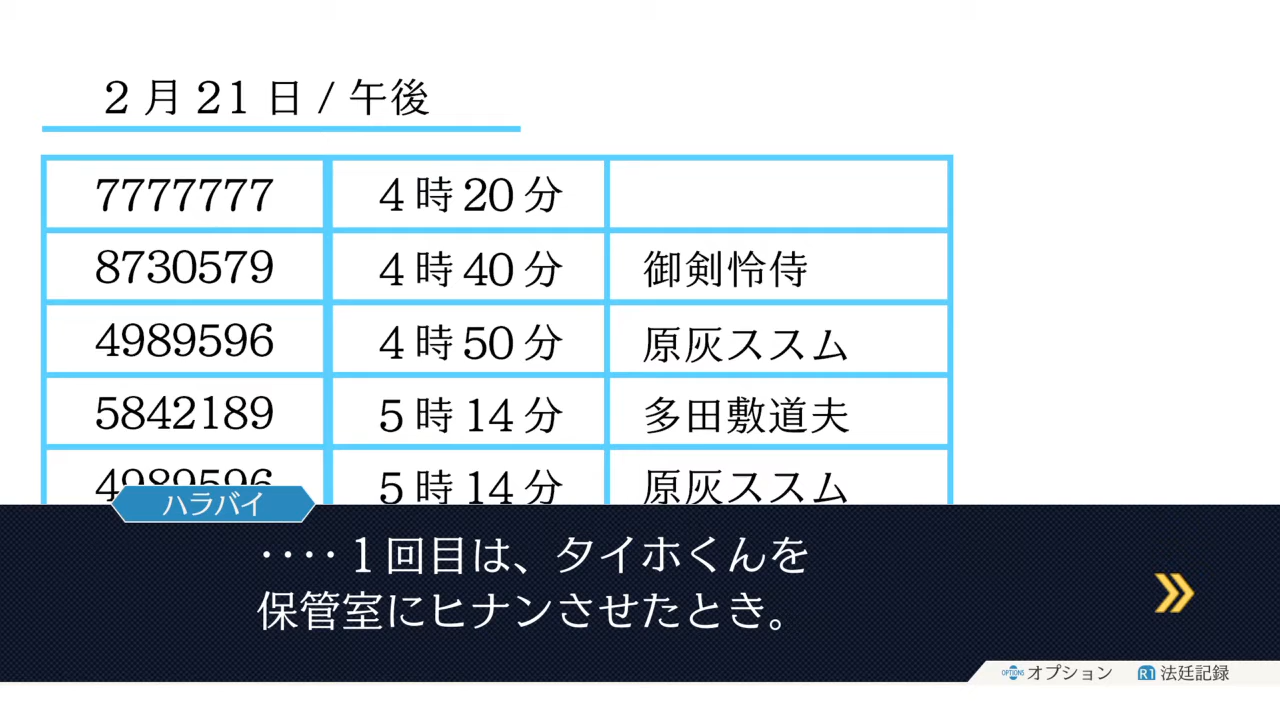 2月21日/午後
7777777 4時20分
8730579 4時40分 御剣怜侍
4989596 4時50分 原灰ススム
5842189 5時14分 多田敷道夫
4989596 5時14分 原灰ススム
ハラバイ
‥‥1回目は、タイホくんを
保管室にヒナンさせたとき。
OPTIONS オプション R1 法廷記録